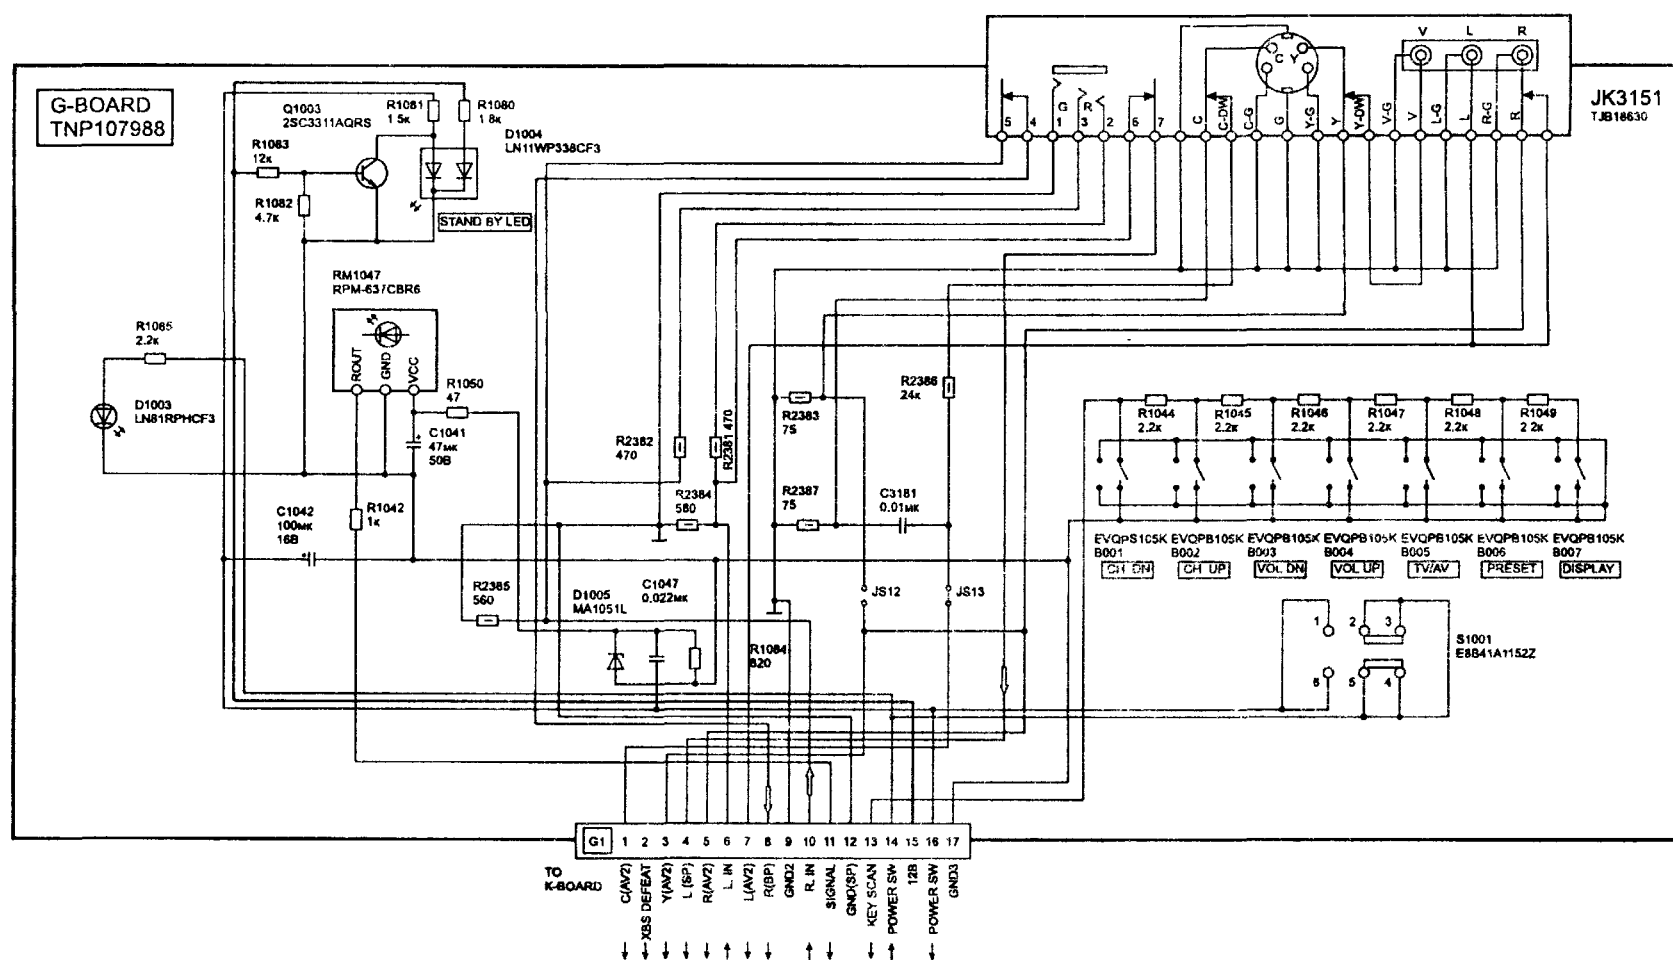 G-BOARD
TNP107988
Q1003
2SC3311AQRS
R1081
1.5к
R1080
1.8к
D1004
LN11WP338CF3
R1083
12к
R1082
4.7к
STAND BY LED
RM1047
RPM-637CBR6
ROUT
GND
VCC
R1085
2.2к
D1003
LN81RPHCF3
R1050
47
C1041
47мк
50В
R1042
1к
C1042
100мк
16В
R2385
560
D1005
MA1051L
C1047
0.022мк
R1084
820
R2382
470
R2381 470
R2384
560
R2383
75
R2387
75
R2386
24к
C3181
0.01мк
JS12
JS13
JK3151
TJB18630
V
L
R
C
Y
G
R
5
4
1
3
2
6
7
C
C-DW
C-G
G
Y-G
Y
Y-DW
V-G
V
L-G
L
R-G
R
R1044
2.2к
R1045
2.2к
R1046
2.2к
R1047
2.2к
R1048
2.2к
R1049
2.2к
EVQPS105K
B001
CH. DN
EVQPB105K
B002
CH. UP
EVQPB105K
B003
VOL DN
EVQPB105K
B004
VOL UP
EVQPB105K
B005
TV/AV
EVQPB105K
B006
PRESET
EVQPB105K
B007
DISPLAY
1
2
3
6
5
4
S1001
E8B41A1152Z
G1 1 2 3 4 5 6 7 8 9 10 11 12 13 14 15 16 17
TO
K-BOARD
C(AV2)
XBS DEFEAT
Y(AV2)
L (SP)
R(AV2)
L. IN
L(AV2)
R(BP)
GND2
R. IN
SIGNAL
GND(SP)
KEY SCAN
POWER SW
12В
POWER SW
GND3